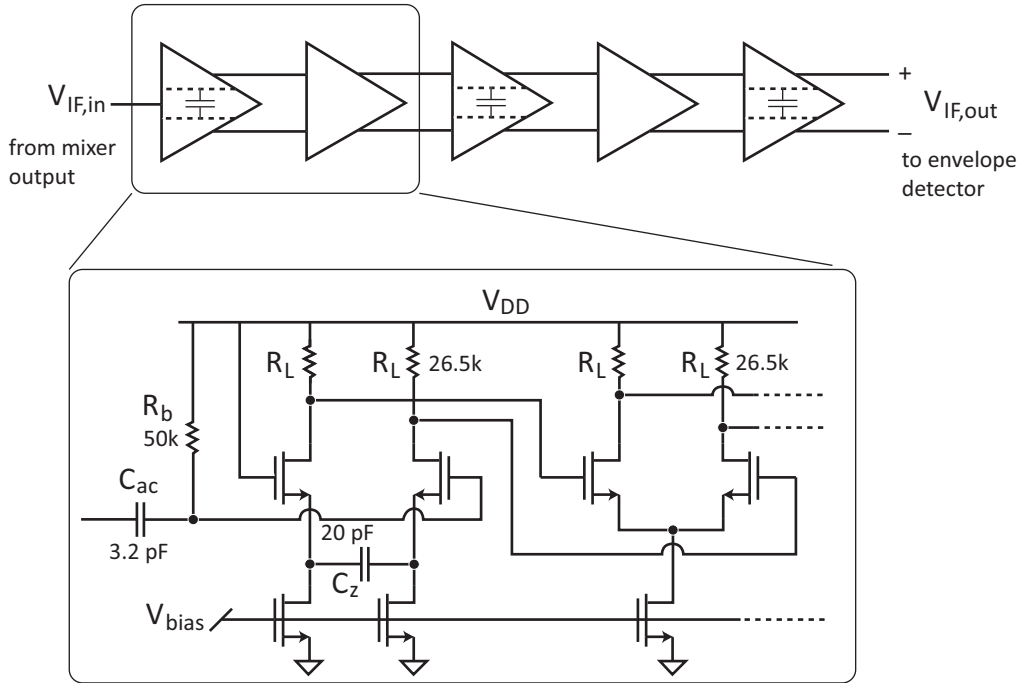 V_IF,in
from mixer
output
+
V_IF,out
–
to envelope
detector
V_DD
R_L
R_L 26.5k
R_L
R_L 26.5k
R_b
50k
C_ac
3.2 pF
20 pF
C_z
V_bias